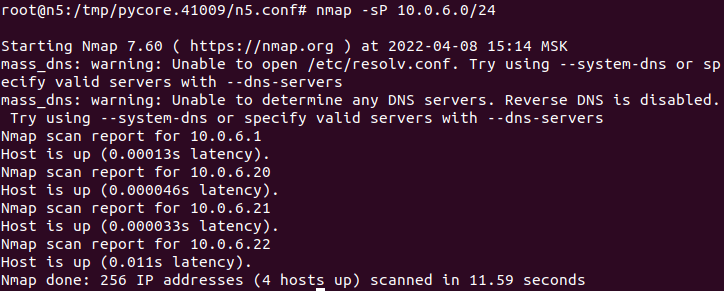 root@n5:/tmp/pycore.41009/n5.conf# nmap -sP 10.0.6.0/24

Starting Nmap 7.60 ( https://nmap.org ) at 2022-04-08 15:14 MSK
mass_dns: warning: Unable to open /etc/resolv.conf. Try using --system-dns or sp
ecify valid servers with --dns-servers
mass_dns: warning: Unable to determine any DNS servers. Reverse DNS is disabled.
 Try using --system-dns or specify valid servers with --dns-servers
Nmap scan report for 10.0.6.1
Host is up (0.00013s latency).
Nmap scan report for 10.0.6.20
Host is up (0.000046s latency).
Nmap scan report for 10.0.6.21
Host is up (0.000033s latency).
Nmap scan report for 10.0.6.22
Host is up (0.011s latency).
Nmap done: 256 IP addresses (4 hosts up) scanned in 11.59 seconds